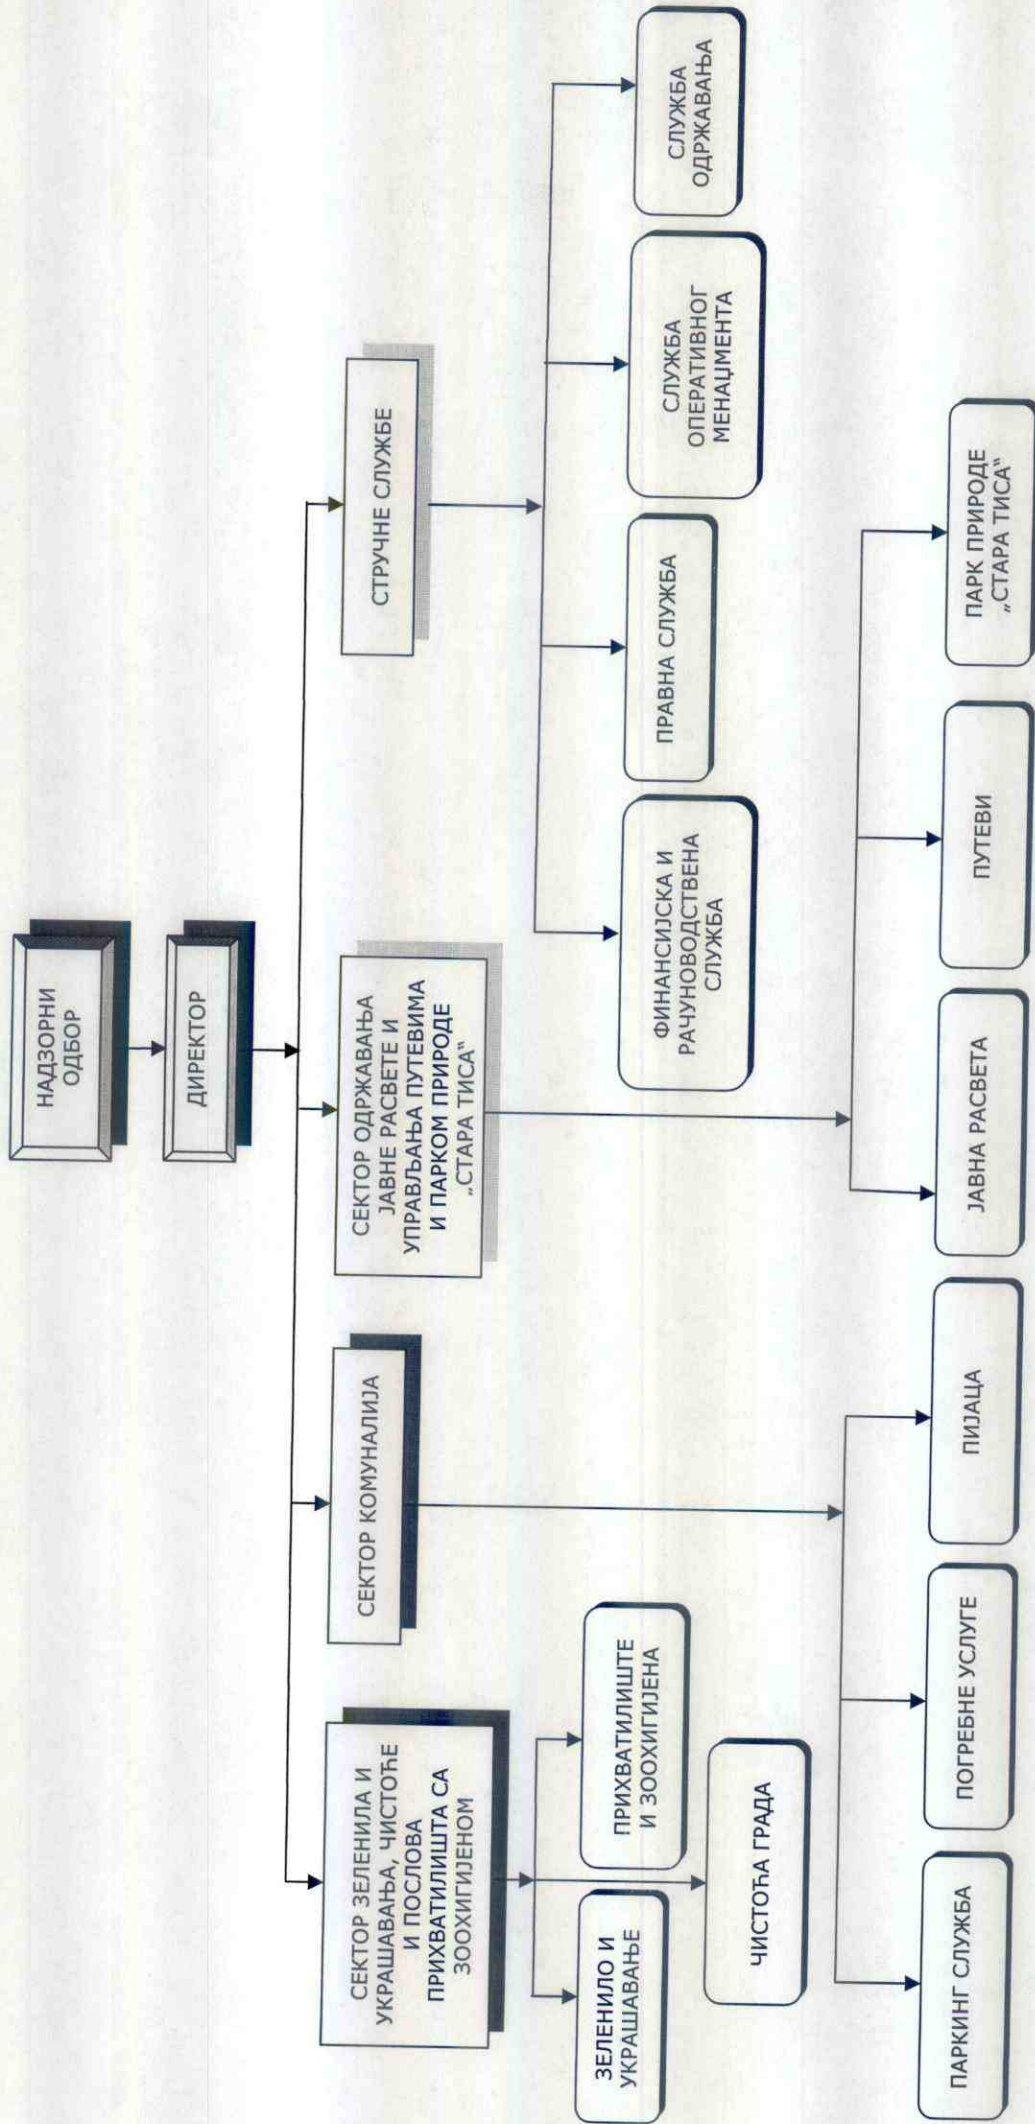 НАДЗОРНИ
ОДБОР
ДИРЕКТОР
СЕКТОР ЗЕЛЕНИЛА И
УКРАШАВАЊА, ЧИСТОЋЕ
И ПОСЛОВА
ПРИХВАТИЛИШТА СА
ЗООХИГИЈЕНОМ
СЕКТОР КОМУНАЛИЈА
СЕКТОР ОДРЖАВАЊА
ЈАВНЕ РАСВЕТЕ И
УПРАВЉАЊА ПУТЕВИМА
И ПАРКОМ ПРИРОДЕ
„СТАРА ТИСА“
СТРУЧНЕ СЛУЖБЕ
ЗЕЛЕНИЛО И
УКРАШАВАЊЕ
ПРИХВАТИЛИШТЕ
И ЗООХИГИЈЕНА
ЧИСТОЋА ГРАДА
ФИНАНСИЈСКА И
РАЧУНОВОДСТВЕНА
СЛУЖБА
ПРАВНА СЛУЖБА
СЛУЖБА
ОПЕРАТИВНОГ
МЕНАЏМЕНТА
СЛУЖБА
ОДРЖАВАЊА
ПАРКИНГ СЛУЖБА
ПОГРЕБНЕ УСЛУГЕ
ПИЈАЦА
ЈАВНА РАСВЕТА
ПУТЕВИ
ПАРК ПРИРОДЕ
„СТАРА ТИСА“